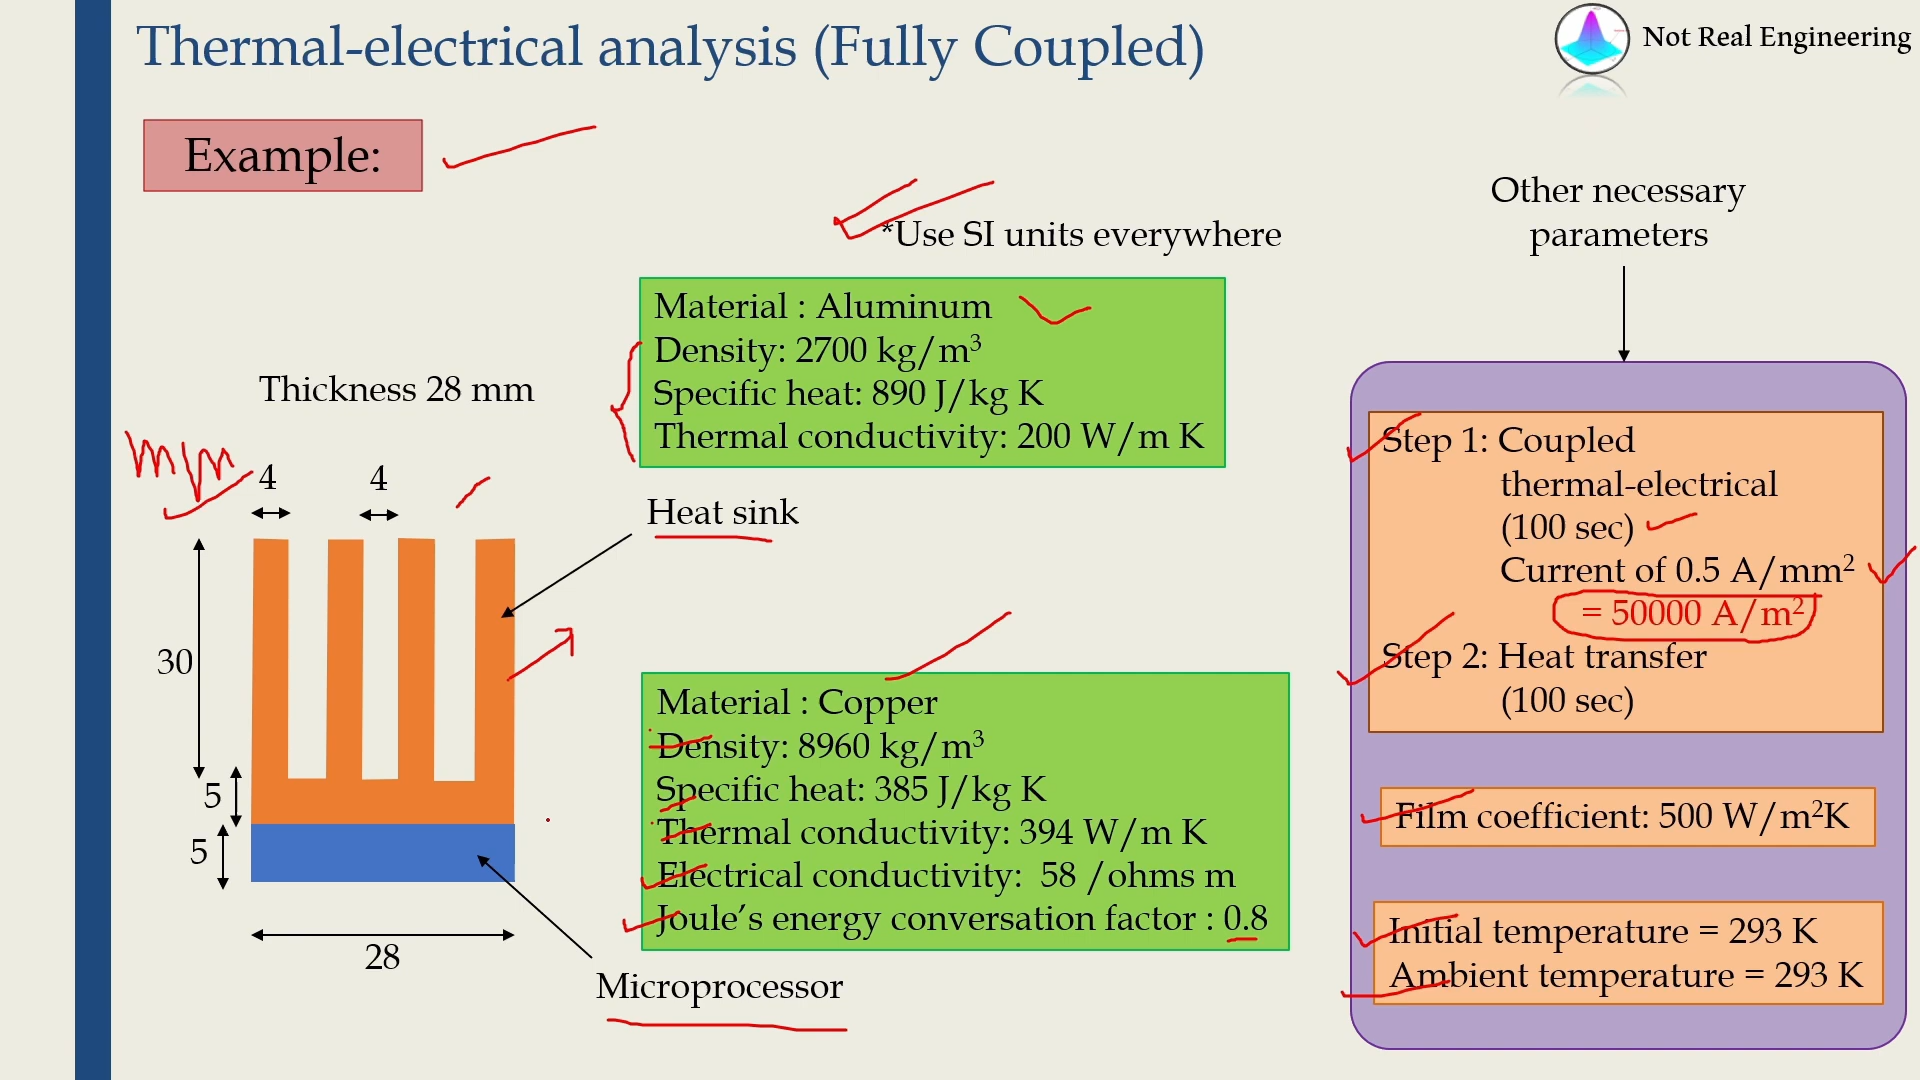 Thermal-electrical analysis (Fully Coupled)
Not Real Engineering
Example:
*Use SI units everywhere
Material : Aluminum
Density: 2700 kg/m³
Specific heat: 890 J/kg K
Thermal conductivity: 200 W/m K
Thickness 28 mm
mm
4
4
30
5
5
28
Heat sink
Material : Copper
Density: 8960 kg/m³
Specific heat: 385 J/kg K
Thermal conductivity: 394 W/m K
Electrical conductivity: 58 /ohms m
Joule’s energy conversation factor : 0.8
Microprocessor
Other necessary
parameters
Step 1: Coupled
thermal-electrical
(100 sec)
Current of 0.5 A/mm²
= 50000 A/m²
Step 2: Heat transfer
(100 sec)
Film coefficient: 500 W/m²K
Initial temperature = 293 K
Ambient temperature = 293 K